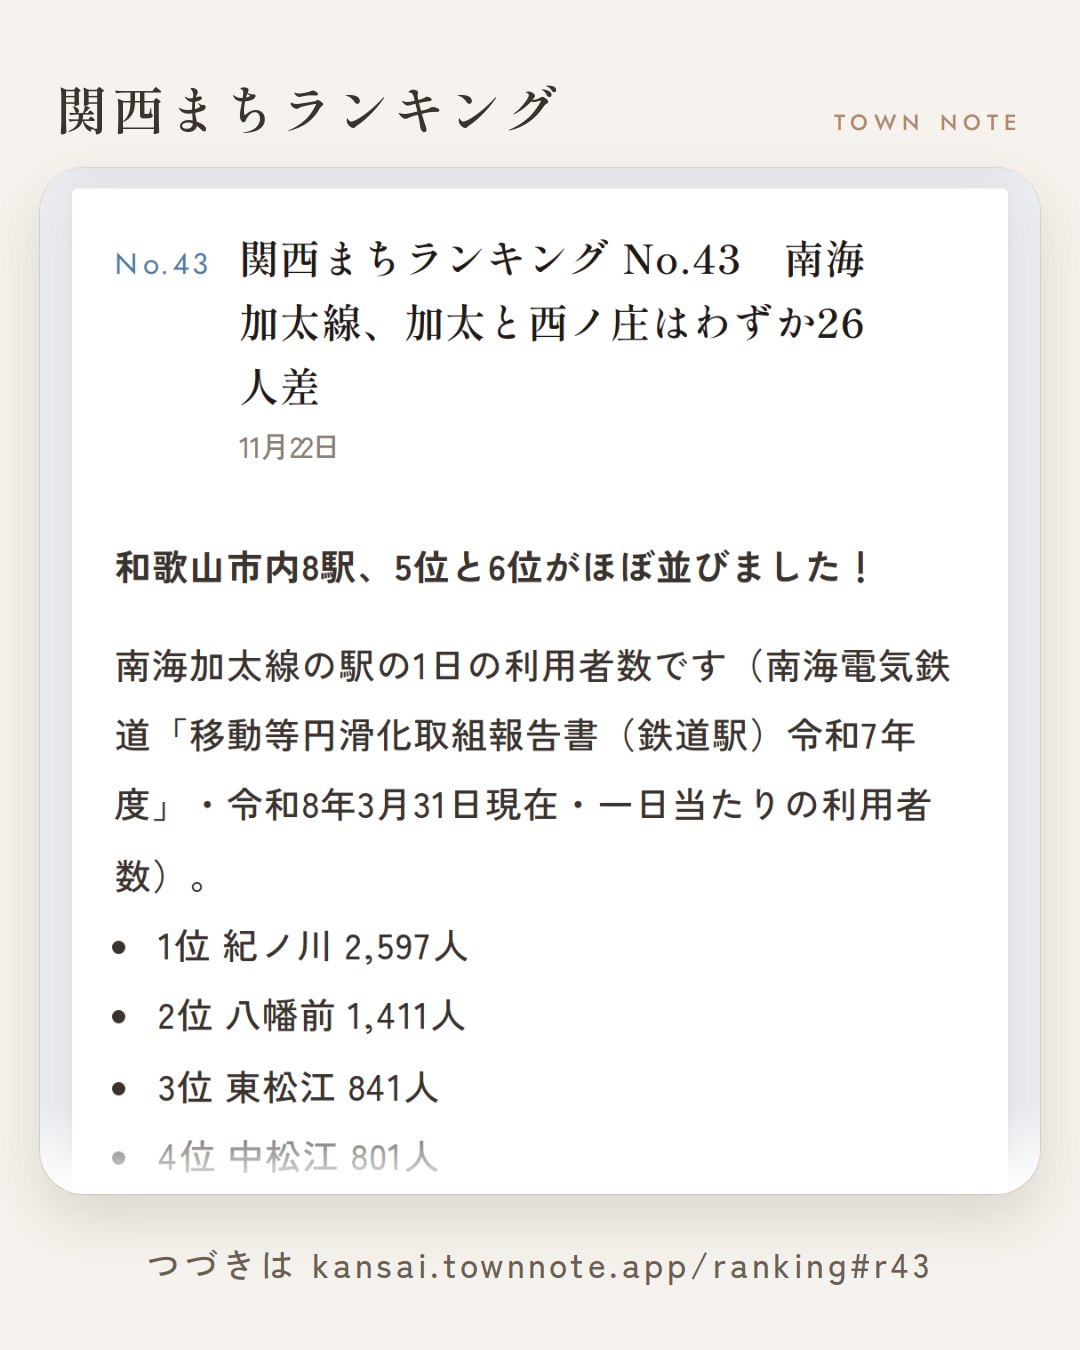 関西まちランキング
TOWN NOTE
No.43
関西まちランキング No.43　南海
加太線、加太と西ノ庄はわずか26
人差
11月22日
和歌山市内8駅、5位と6位がほぼ並びました！
南海加太線の駅の1日の利用者数です（南海電気鉄
道「移動等円滑化取組報告書（鉄道駅）令和7年
度」・令和8年3月31日現在・一日当たりの利用者
数）。
• 1位 紀ノ川 2,597人
• 2位 八幡前 1,411人
• 3位 東松江 841人
• 4位 中松江 801人
つづきは kansai.townnote.app/ranking#r43